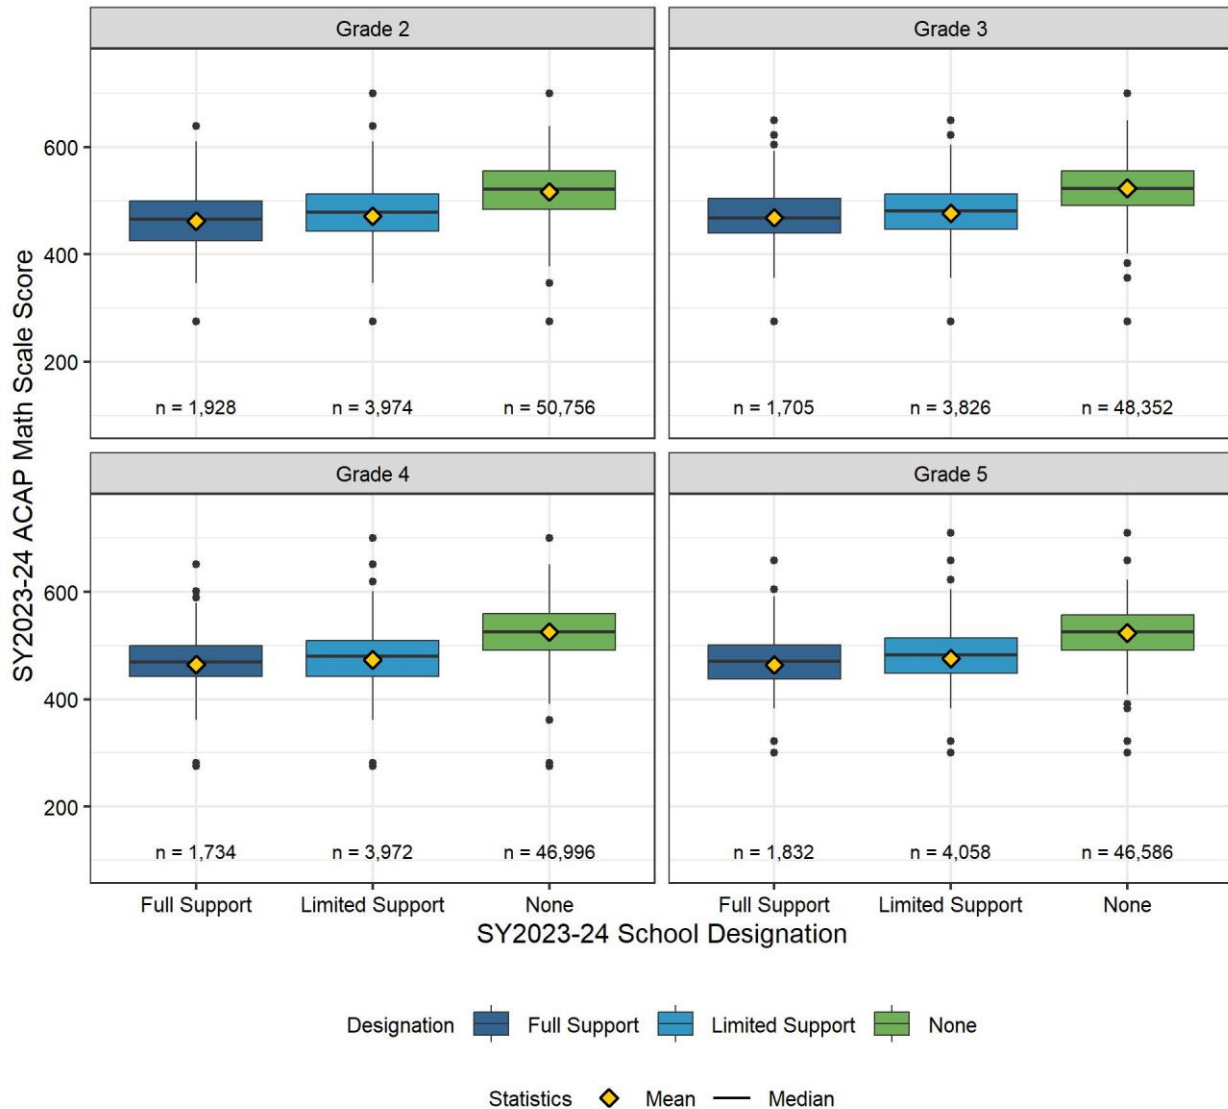 Grade 2
Grade 3
600
400
200
n = 1,928
n = 3,974
n = 50,756
n = 1,705
n = 3,826
n = 48,352
SY2023-24 ACAP Math Scale Score
Grade 4
Grade 5
600
400
200
n = 1,734
n = 3,972
n = 46,996
n = 1,832
n = 4,058
n = 46,586
Full Support
Limited Support
None
Full Support
Limited Support
None
SY2023-24 School Designation
Designation Full Support Limited Support None
Statistics Mean Median